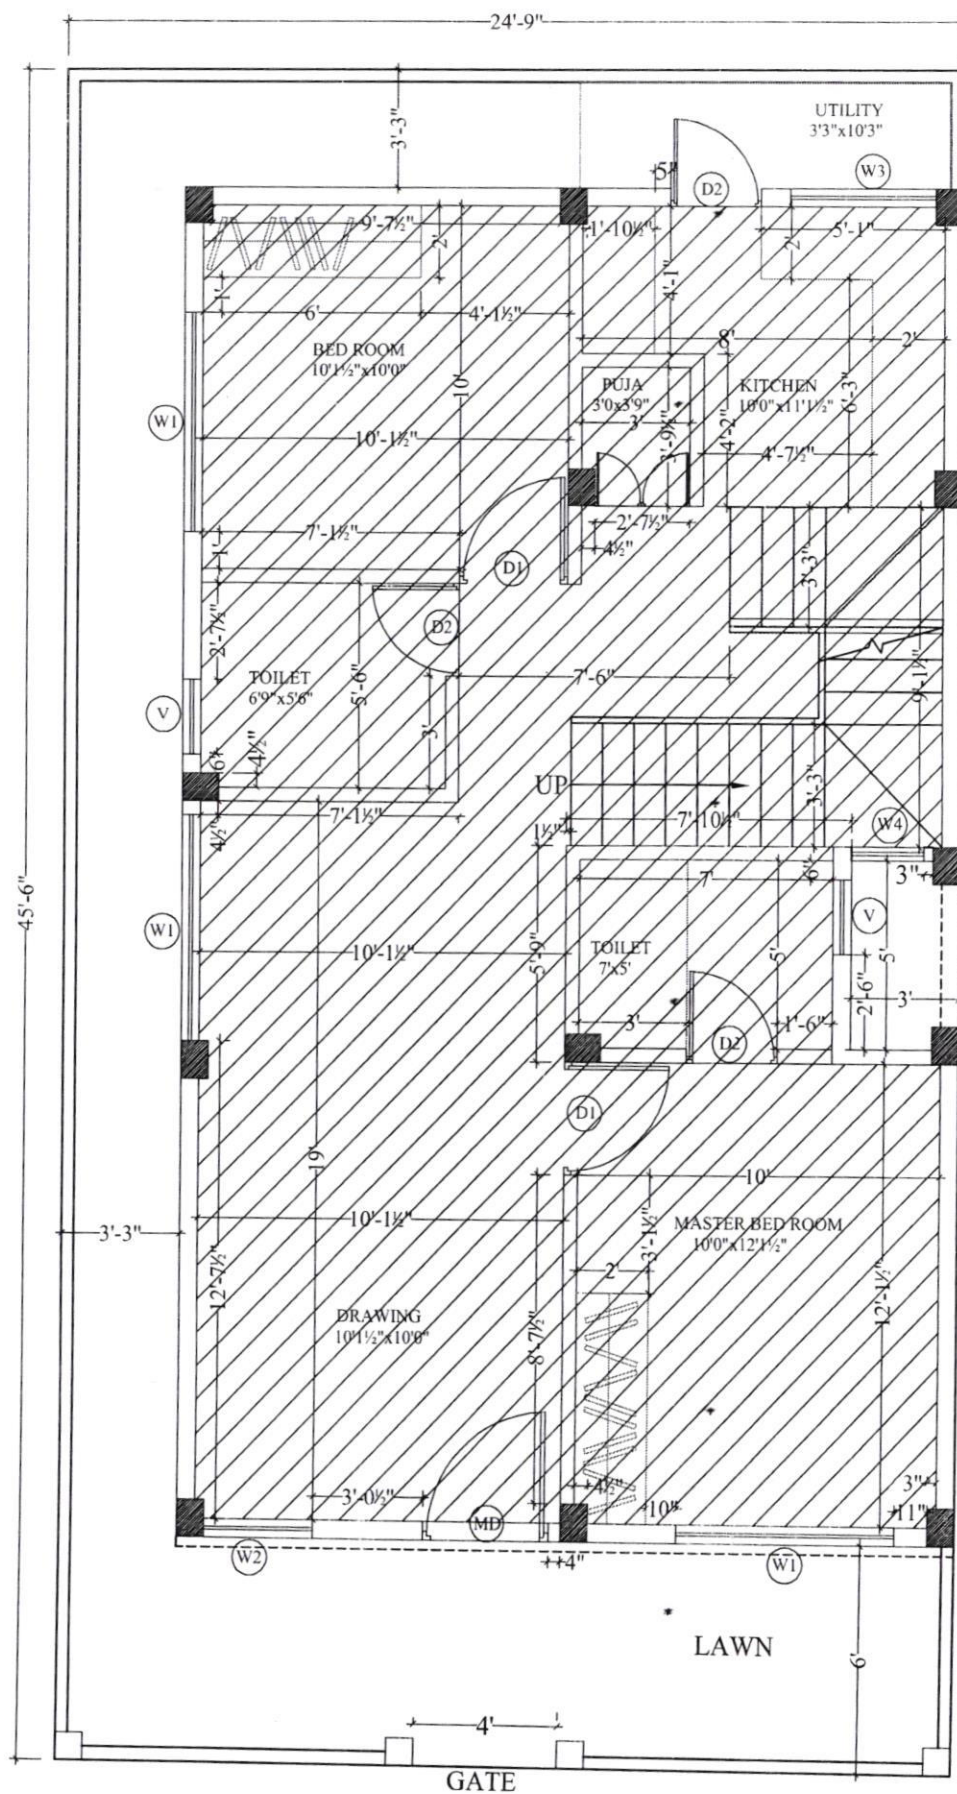 24'-9"
3'-3"
UTILITY
3'3"x10'3"
5"
D2
W3
9'-7½"
2'
1'-10½"
2'
5'-1"
1'
4'-1"
6'
4'-1½"
8'
2'
BED ROOM
10'1½"x10'0"
10'
PUJA
3'0x3'9"
3'
KITCHEN
10'0"x11'1½"
6'-3"
W1
10'-1½"
3'-9¼"
4'-2"
4'-7½"
7'-1½"
1'
2'-7½"
4½"
D1
3'-3"
2'-7½"
D2
TOILET
6'9"x5'6"
5'-6"
7'-6"
9'-1½"
V
3'
6"
4½"
UP
3'-3"
7'-1½"
4½"
7'-10½"
1½"
W4
45'-6"
6"
3"
7'
V
W1
10'-1½"
5'-9"
TOILET
7'x5'
5'
5'
2'-6"
3'
3'
1'-6"
D2
D1
19'
10'
3'-3"
10'-1½"
3'-1½"
MASTER BED ROOM
10'0"x12'1½"
2'
12'-7½"
12'-1½"
DRAWING
10'1½"x10'0"
8'-7½"
4½"
3"
3'-0½"
10"
11"
MD
W2
4"
W1
LAWN
6'
4'
GATE